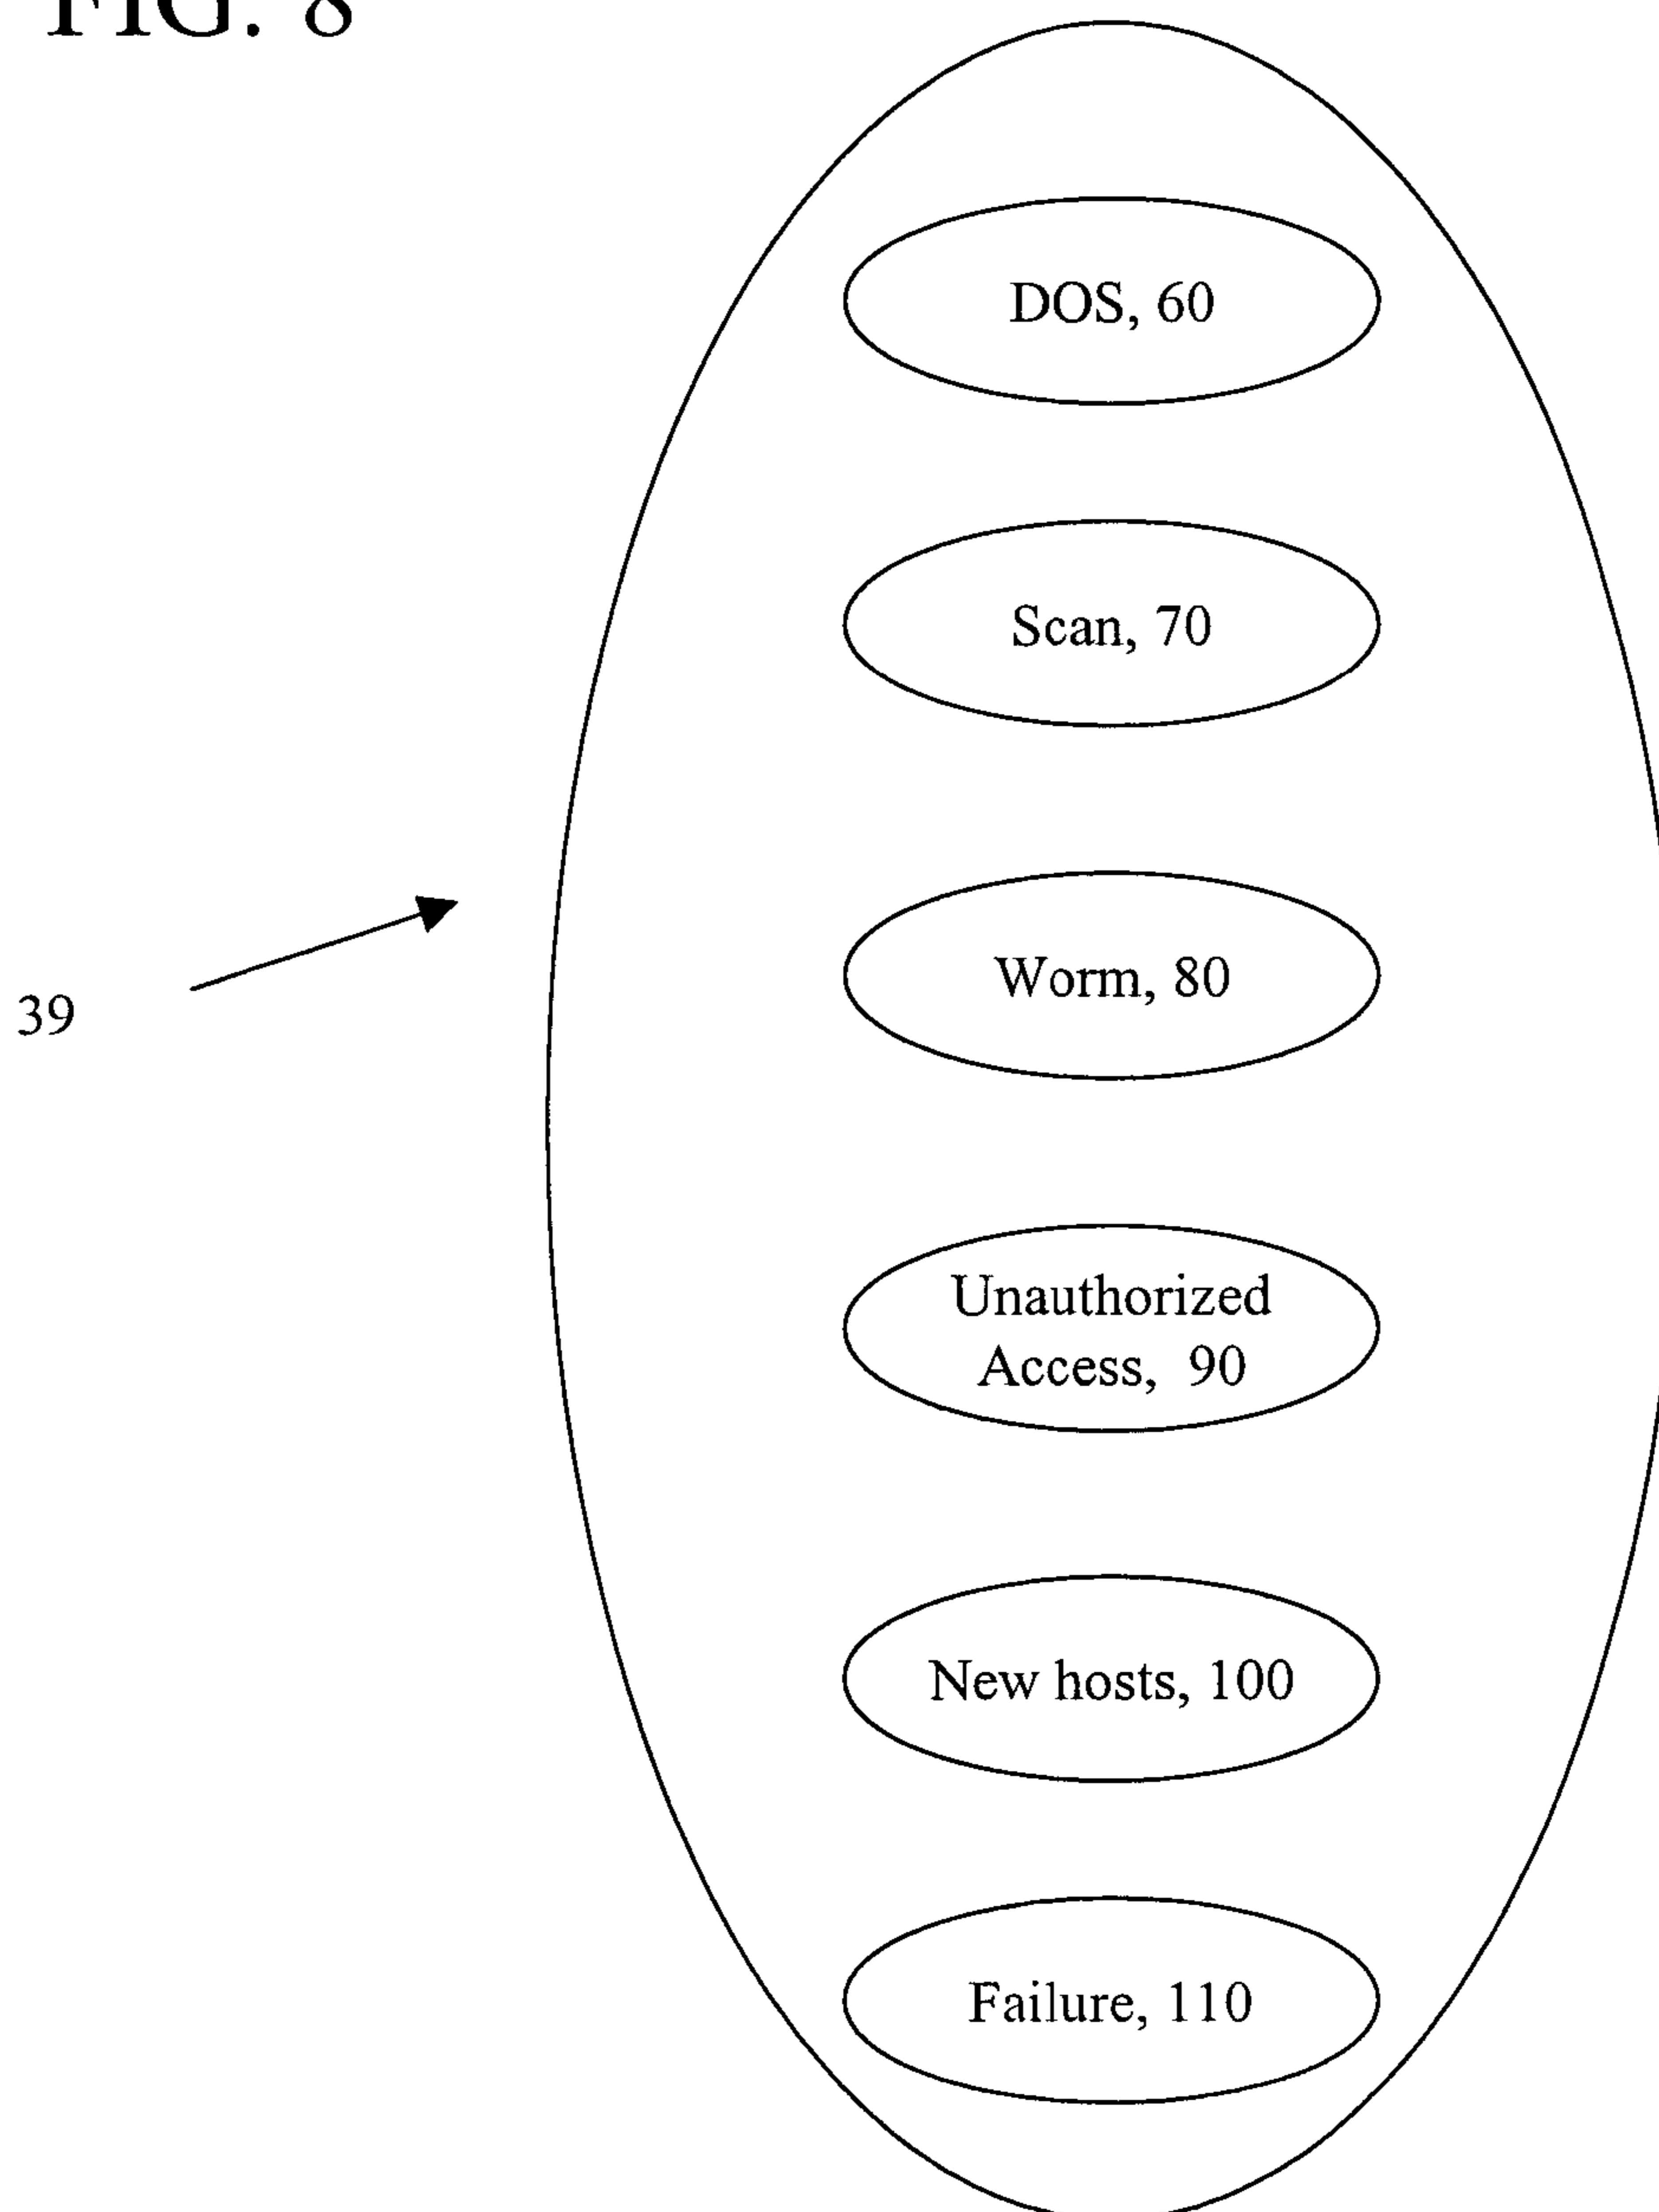 FIG. 8
DOS, 60
Scan, 70
39
Worm, 80
Unauthorized
Access, 90
New hosts, 100
Failure, 110